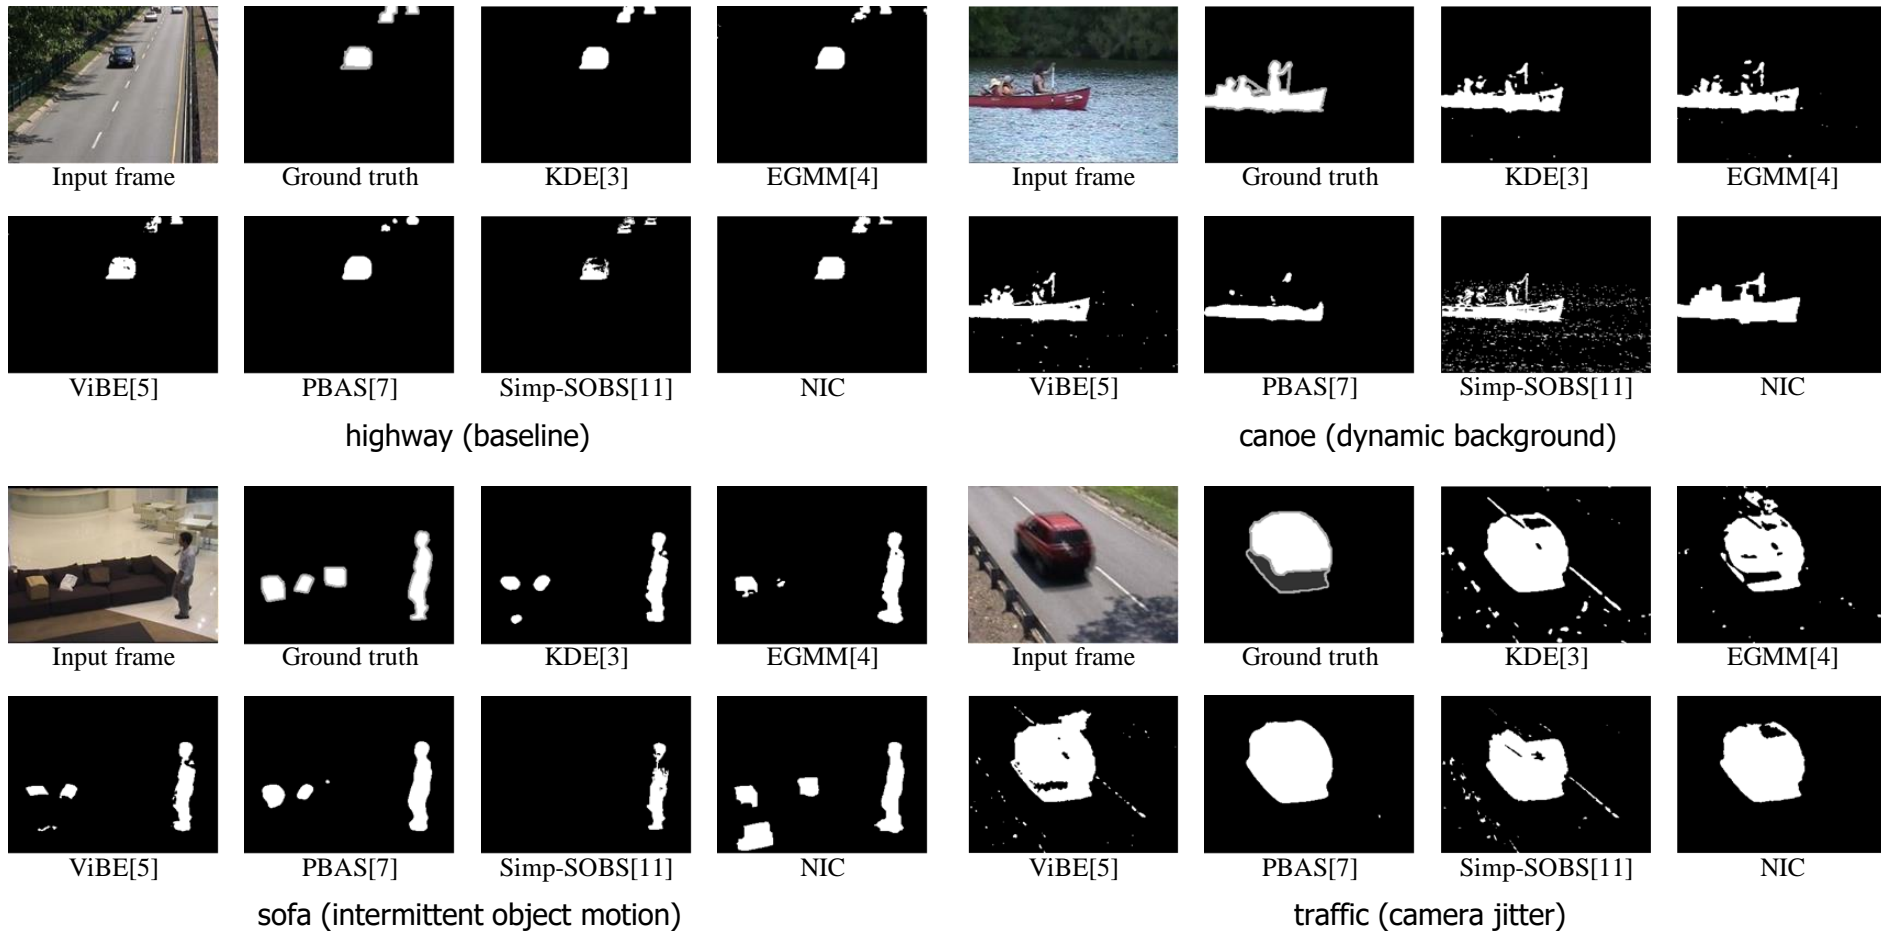 Input frame Ground truth KDE[3] EGMM[4]
ViBE[5] PBAS[7] Simp-SOBS[11] NIC
highway (baseline)
Input frame Ground truth KDE[3] EGMM[4]
ViBE[5] PBAS[7] Simp-SOBS[11] NIC
canoe (dynamic background)
Input frame Ground truth KDE[3] EGMM[4]
ViBE[5] PBAS[7] Simp-SOBS[11] NIC
sofa (intermittent object motion)
Input frame Ground truth KDE[3] EGMM[4]
ViBE[5] PBAS[7] Simp-SOBS[11] NIC
traffic (camera jitter)